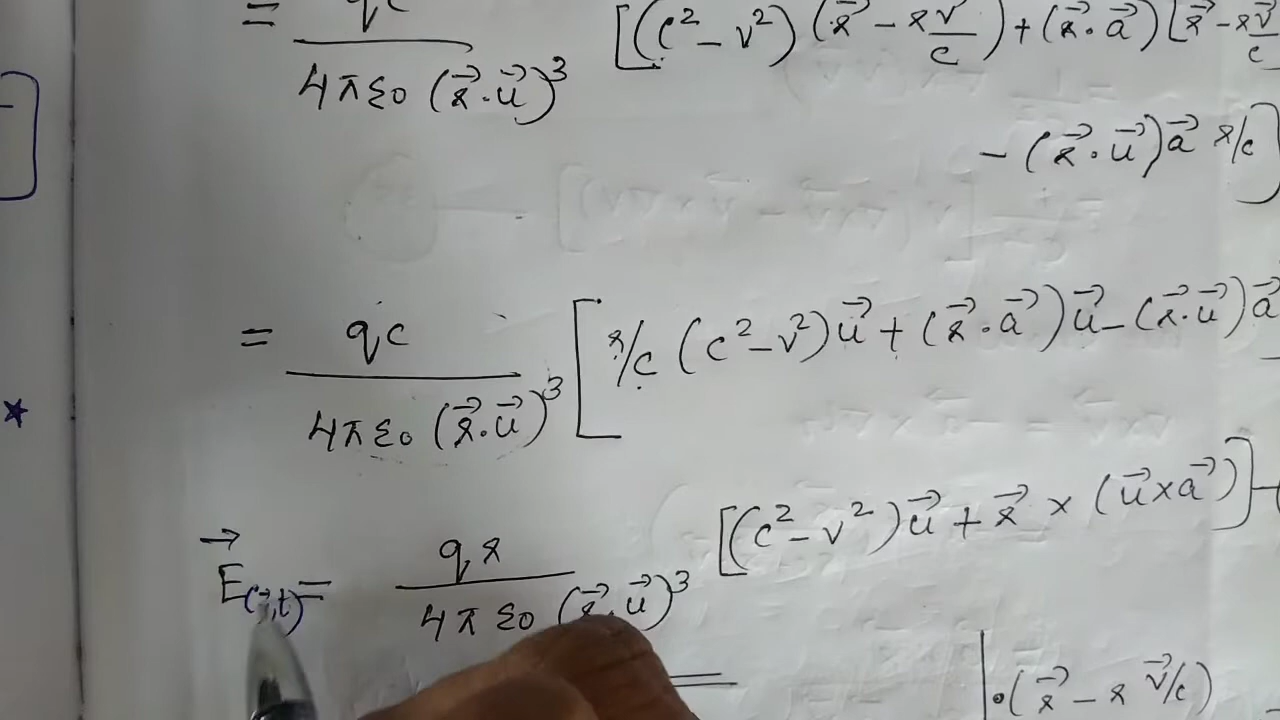 = qc / 4πε0 (r⃗·u⃗)³ [(c² − v²)(r⃗ − r v⃗/c) + (r⃗·a⃗)[r⃗ − r v⃗/c
− (r⃗·u⃗)a⃗ r/c]
= qc / 4πε0 (r⃗·u⃗)³ [r/c (c² − v²)u⃗ + (r⃗·a⃗)u⃗ − (r⃗·u⃗)a⃗
E⃗(r⃗,t) = qr / 4πε0 (r⃗·u⃗)³ [(c² − v²)u⃗ + r⃗ × (u⃗ × a⃗)] − (
·(r⃗ − r v⃗/c)